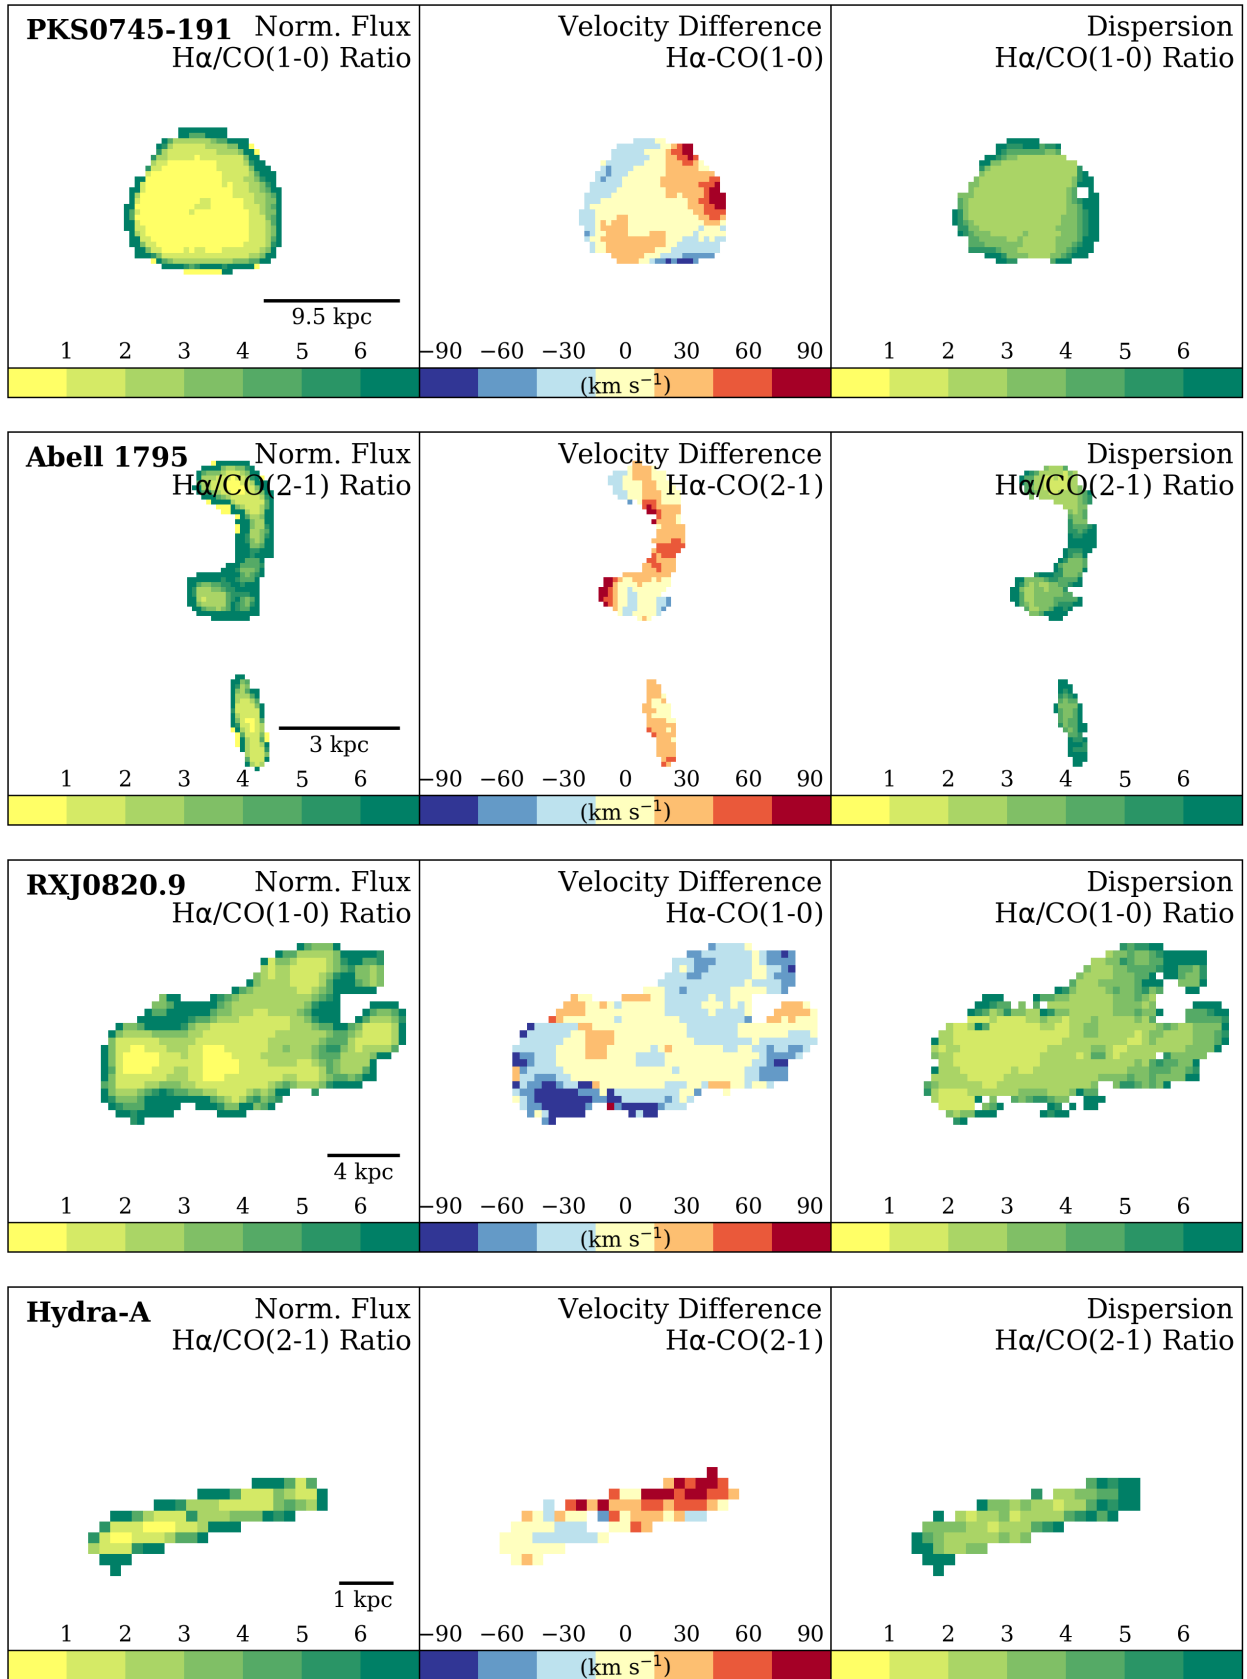 PKS0745-191 Norm. Flux
Hα/CO(1-0) Ratio
Velocity Difference
Hα-CO(1-0)
Dispersion
Hα/CO(1-0) Ratio
9.5 kpc
1 2 3 4 5 6
−90 −60 −30 0 30 60 90
(km s⁻¹)
1 2 3 4 5 6
Abell 1795 Norm. Flux
Hα/CO(2-1) Ratio
Velocity Difference
Hα-CO(2-1)
Dispersion
Hα/CO(2-1) Ratio
3 kpc
1 2 3 4 5 6
−90 −60 −30 0 30 60 90
(km s⁻¹)
1 2 3 4 5 6
RXJ0820.9 Norm. Flux
Hα/CO(1-0) Ratio
Velocity Difference
Hα-CO(1-0)
Dispersion
Hα/CO(1-0) Ratio
4 kpc
1 2 3 4 5 6
−90 −60 −30 0 30 60 90
(km s⁻¹)
1 2 3 4 5 6
Hydra-A Norm. Flux
Hα/CO(2-1) Ratio
Velocity Difference
Hα-CO(2-1)
Dispersion
Hα/CO(2-1) Ratio
1 kpc
1 2 3 4 5 6
−90 −60 −30 0 30 60 90
(km s⁻¹)
1 2 3 4 5 6